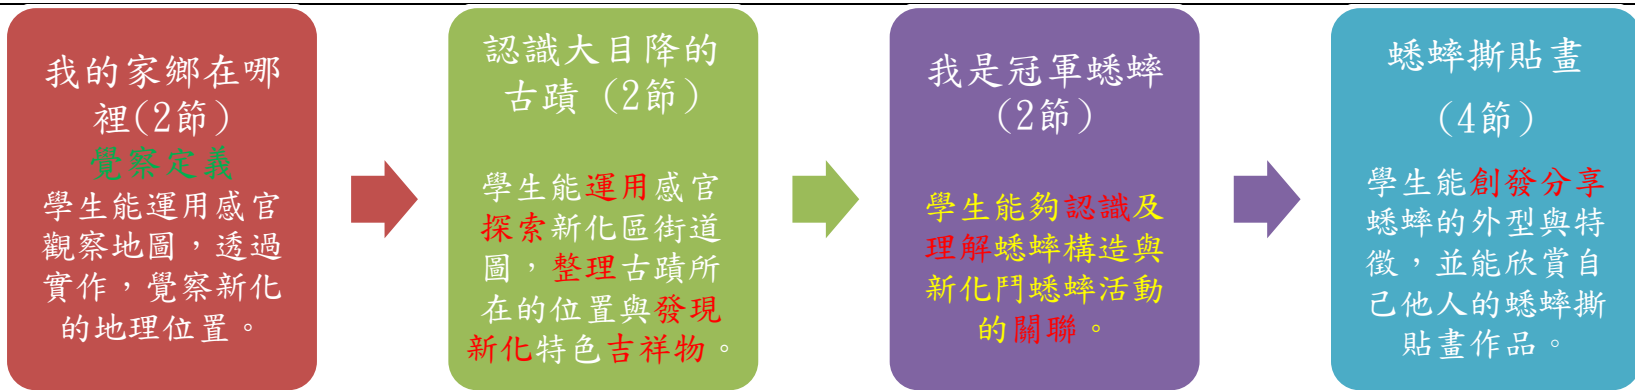 我的家鄉在哪
裡(2節)
覺察定義
學生能運用感官
觀察地圖，透過
實作，覺察新化
的地理位置。
認識大目降的
古蹟（2節）
學生能運用感官
探索新化區街道
圖，整理古蹟所
在的位置與發現
新化特色吉祥物。
我是冠軍蟋蟀
（2節）
學生能夠認識及
理解蟋蟀構造與
新化鬥蟋蟀活動
的關聯。
蟋蟀撕貼畫
（4節）
學生能創發分享
蟋蟀的外型與特
徵，並能欣賞自
己他人的蟋蟀撕
貼畫作品。